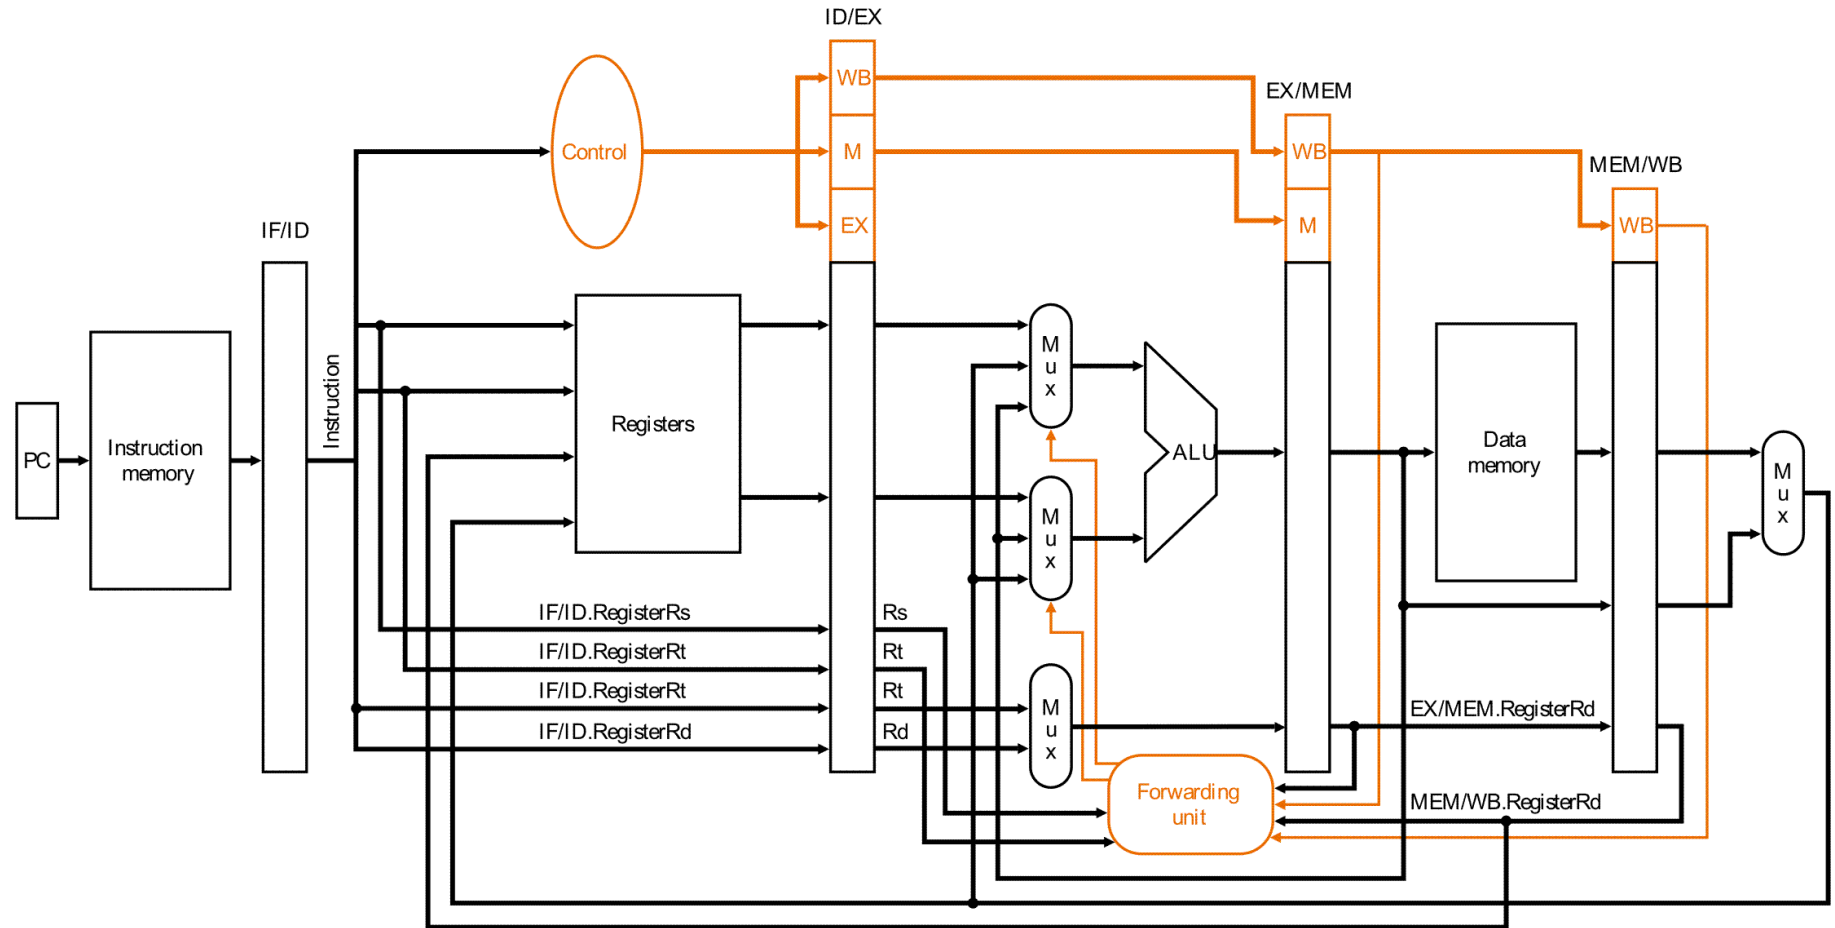 ID/EX
WB
EX/MEM
Control
M
WB
MEM/WB
EX
M
WB
IF/ID
Instruction
M
u
x
PC
Instruction
memory
Registers
ALU
Data
memory
M
u
x
M
u
x
IF/ID.RegisterRs
Rs
IF/ID.RegisterRt
Rt
IF/ID.RegisterRt
Rt
IF/ID.RegisterRd
Rd
M
u
x
EX/MEM.RegisterRd
Forwarding
unit
MEM/WB.RegisterRd